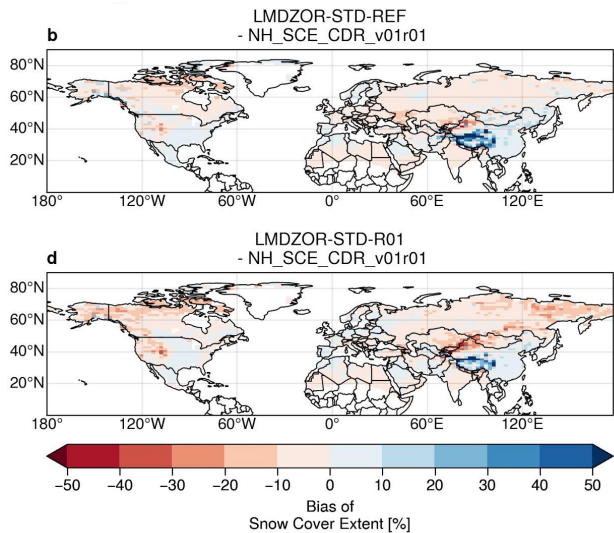 LMDZOR-STD-REF
b - NH_SCE_CDR_v01r01
80°N
60°N
40°N
20°N
180° 120°W 60°W 0° 60°E 120°E
LMDZOR-STD-R01
d - NH_SCE_CDR_v01r01
80°N
60°N
40°N
20°N
180° 120°W 60°W 0° 60°E 120°E
−50 −40 −30 −20 −10 0 10 20 30 40 50
Bias of
Snow Cover Extent [%]